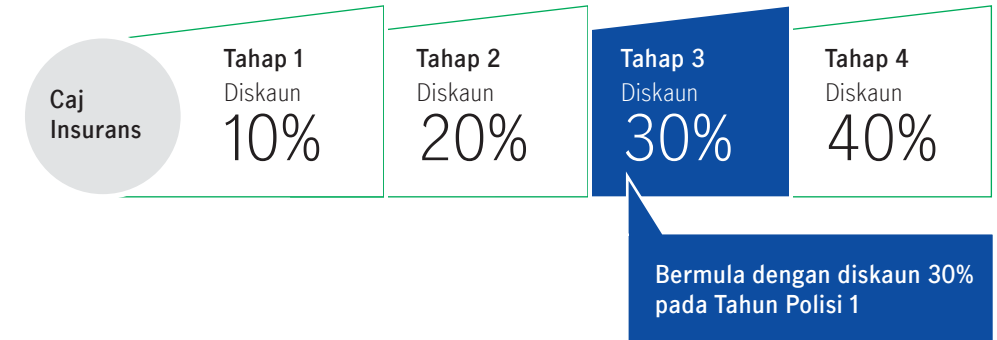 Caj
Insurans
Tahap 1
Diskaun
10%
Tahap 2
Diskaun
20%
Tahap 3
Diskaun
30%
Tahap 4
Diskaun
40%
Bermula dengan diskaun 30%
pada Tahun Polisi 1